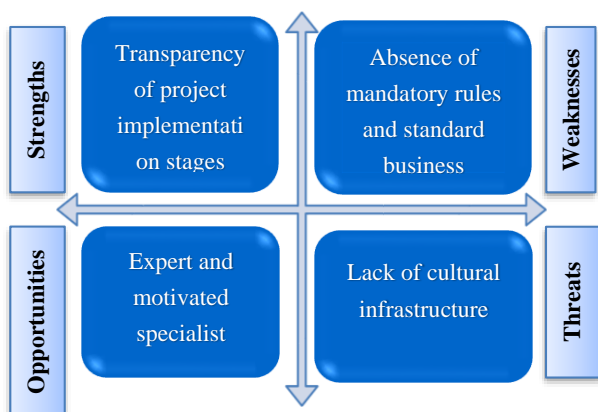 Strengths
Transparency
of project
implementati
on stages
Absence of
mandatory rules
and standard
business
Weaknesses
Opportunities
Expert and
motivated
specialist
Lack of cultural
infrastructure
Threats